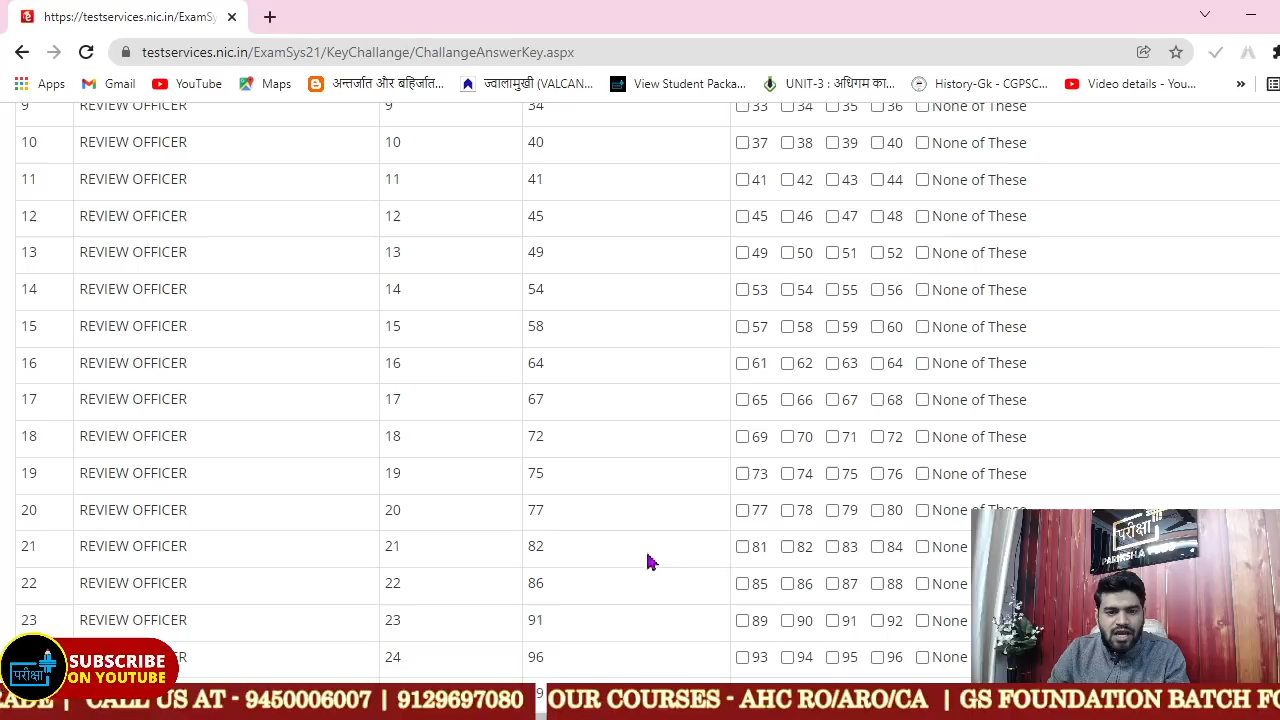 https://testservices.nic.in/ExamSy
testservices.nic.in/ExamSys21/KeyChallange/ChallangeAnswerKey.aspx
Apps Gmail YouTube Maps अन्तर्जात और बहिर्जात... ज्वालामुखी (VALCAN... View Student Packa... UNIT-3 : अधिगम का... History-Gk - CGPSC... Video details - You... »
9 REVIEW OFFICER 9 34 33 34 35 36 None of These
10 REVIEW OFFICER 10 40 37 38 39 40 None of These
11 REVIEW OFFICER 11 41 41 42 43 44 None of These
12 REVIEW OFFICER 12 45 45 46 47 48 None of These
13 REVIEW OFFICER 13 49 49 50 51 52 None of These
14 REVIEW OFFICER 14 54 53 54 55 56 None of These
15 REVIEW OFFICER 15 58 57 58 59 60 None of These
16 REVIEW OFFICER 16 64 61 62 63 64 None of These
17 REVIEW OFFICER 17 67 65 66 67 68 None of These
18 REVIEW OFFICER 18 72 69 70 71 72 None of These
19 REVIEW OFFICER 19 75 73 74 75 76 None of These
20 REVIEW OFFICER 20 77 77 78 79 80 None of These
21 REVIEW OFFICER 21 82 81 82 83 84 None
22 REVIEW OFFICER 22 86 85 86 87 88 None
23 REVIEW OFFICER 23 91 89 90 91 92 None
24 96 93 94 95 96 None
परीक्षा
परीक्षा
SUBSCRIBE
ON YOUTUBE
CALL US AT - 9450006007 | 9129697080 | OUR COURSES - AHC RO/ARO/CA | GS FOUNDATION BATCH